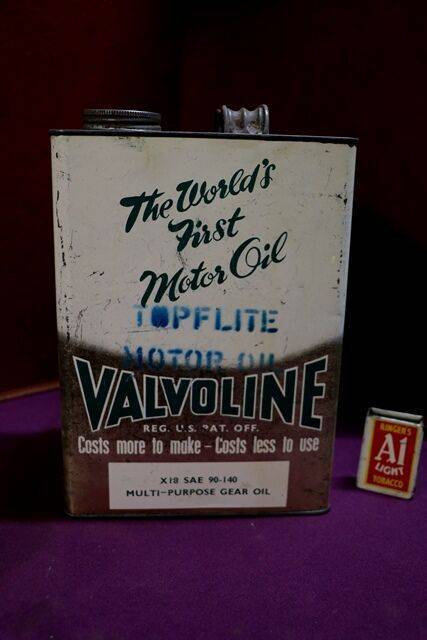 The World's
First
Motor Oil
TOPFLITE
MOTOR OIL
VALVOLINE
REG. U.S. PAT. OFF.
Costs more to make - Costs less to use
X18 SAE 90-140
MULTI-PURPOSE GEAR OIL
RINGER'S
A1
LIGHT
TOBACCO